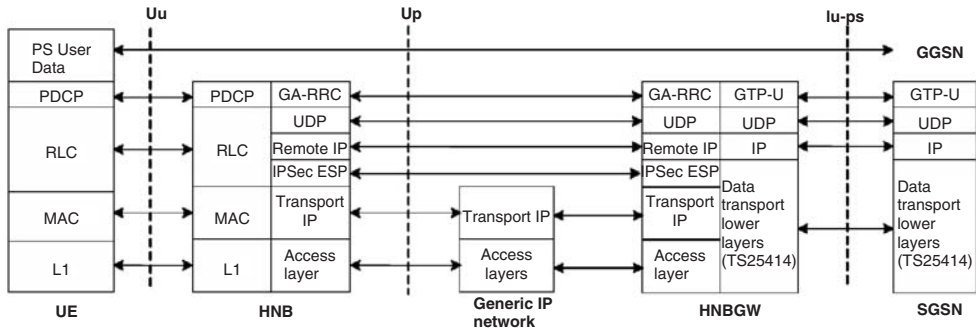 Uu
Up
Iu-ps
PS User
Data
GGSN
PDCP
PDCP
GA-RRC
GA-RRC
GTP-U
GTP-U
UDP
UDP
UDP
UDP
RLC
RLC
Remote IP
Remote IP
IP
IP
IPSec ESP
IPSec ESP
MAC
MAC
Transport
IP
Transport IP
Transport
IP
Data
transport
lower
layers
(TS25414)
Data
transport
lower
layers
(TS25414)
L1
L1
Access
layer
Access
layers
Access
layer
UE
HNB
Generic IP
network
HNBGW
SGSN